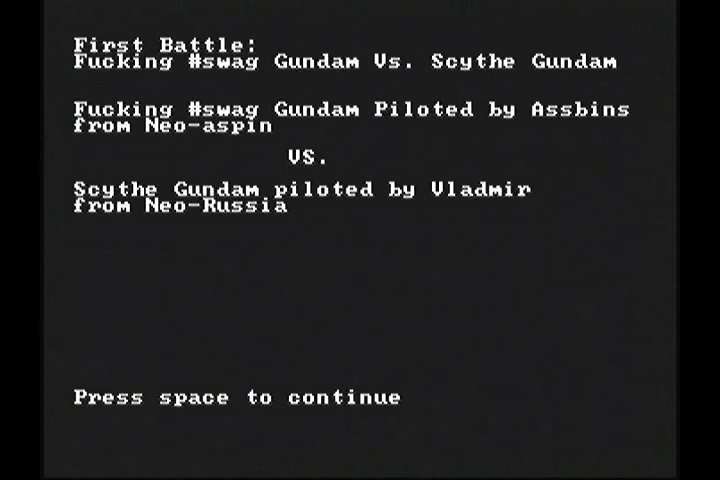 First Battle:
Fucking #swag Gundam Vs. Scythe Gundam
Fucking #swag Gundam Piloted by Assbins
from Neo-aspin
VS.
Scythe Gundam piloted by Vladmir
from Neo-Russia
Press space to continue